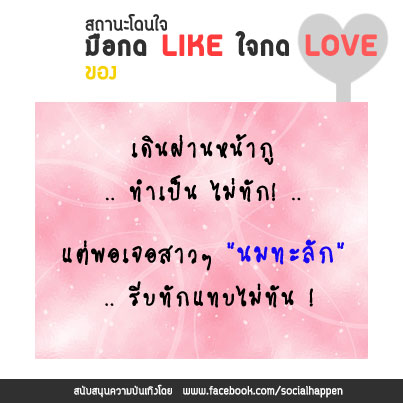 สถานะโดนใจ
มือกด LIKE ใจกด LOVE
ของ
เดินผ่านหน้ากู
.. ทำเป็น ไม่ทัก! ..
แต่พอเจอสาวๆ "นมทะลัก"
.. รีบทักแทบไม่ทัน !
สนับสนุนความบันเทิงโดย www.facebook.com/socialhappen